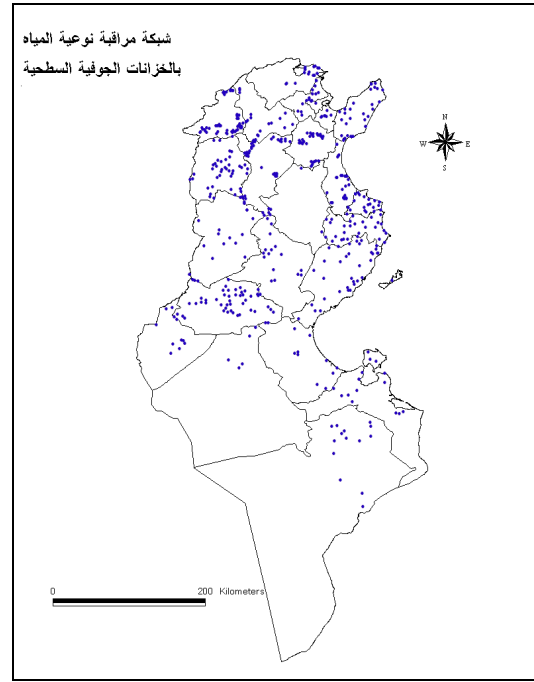 شبكة مراقبة نوعية المياه
بالخزانات الجوفية السطحية
N
W E
S
0 200 Kilometers